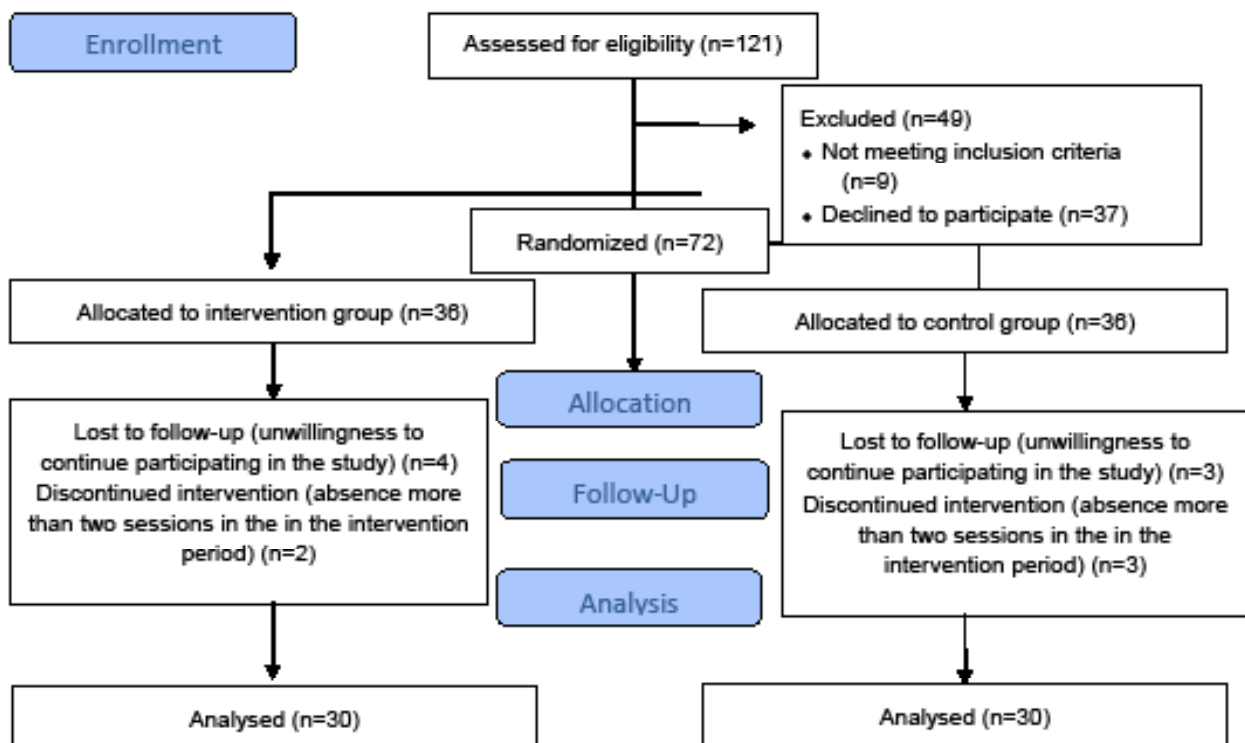 Enrollment
Assessed for eligibility (n=121)
Excluded (n=49)
• Not meeting inclusion criteria
(n=9)
• Declined to participate (n=37)
Randomized (n=72)
Allocated to intervention group (n=36)
Allocated to control group (n=36)
Allocation
Lost to follow-up (unwillingness to
continue participating in the study) (n=4)
Discontinued intervention (absence more
than two sessions in the in the intervention
period) (n=2)
Lost to follow-up (unwillingness to
continue participating in the study) (n=3)
Discontinued intervention (absence more
than two sessions in the in the
intervention period) (n=3)
Follow-Up
Analysis
Analysed (n=30)
Analysed (n=30)